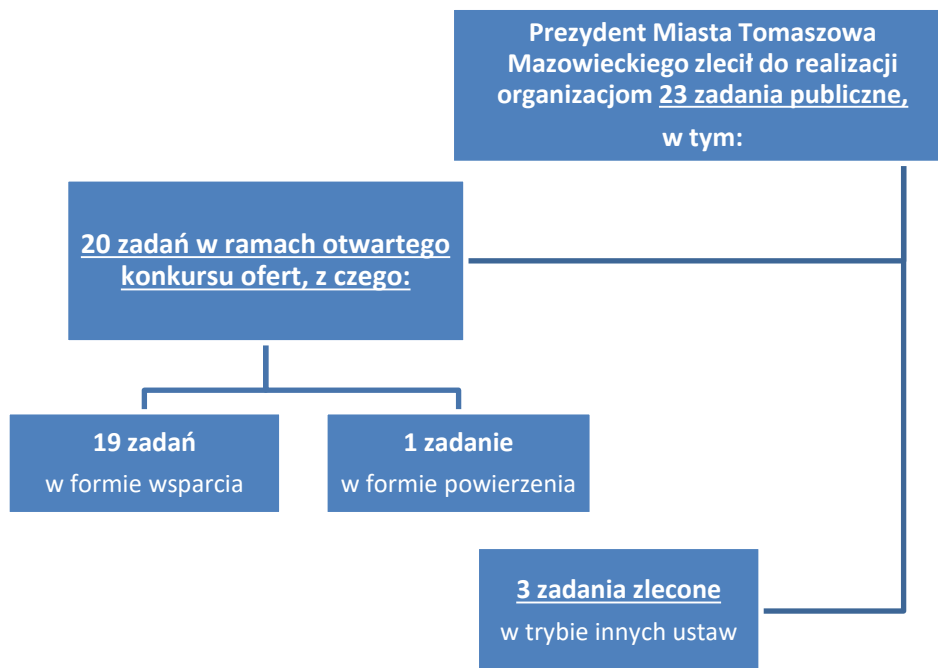 Prezydent Miasta Tomaszowa
Mazowieckiego zlecił do realizacji
organizacjom 23 zadania publiczne,
w tym:
20 zadań w ramach otwartego
konkursu ofert, z czego:
19 zadań
w formie wsparcia
1 zadanie
w formie powierzenia
3 zadania zlecone
w trybie innych ustaw